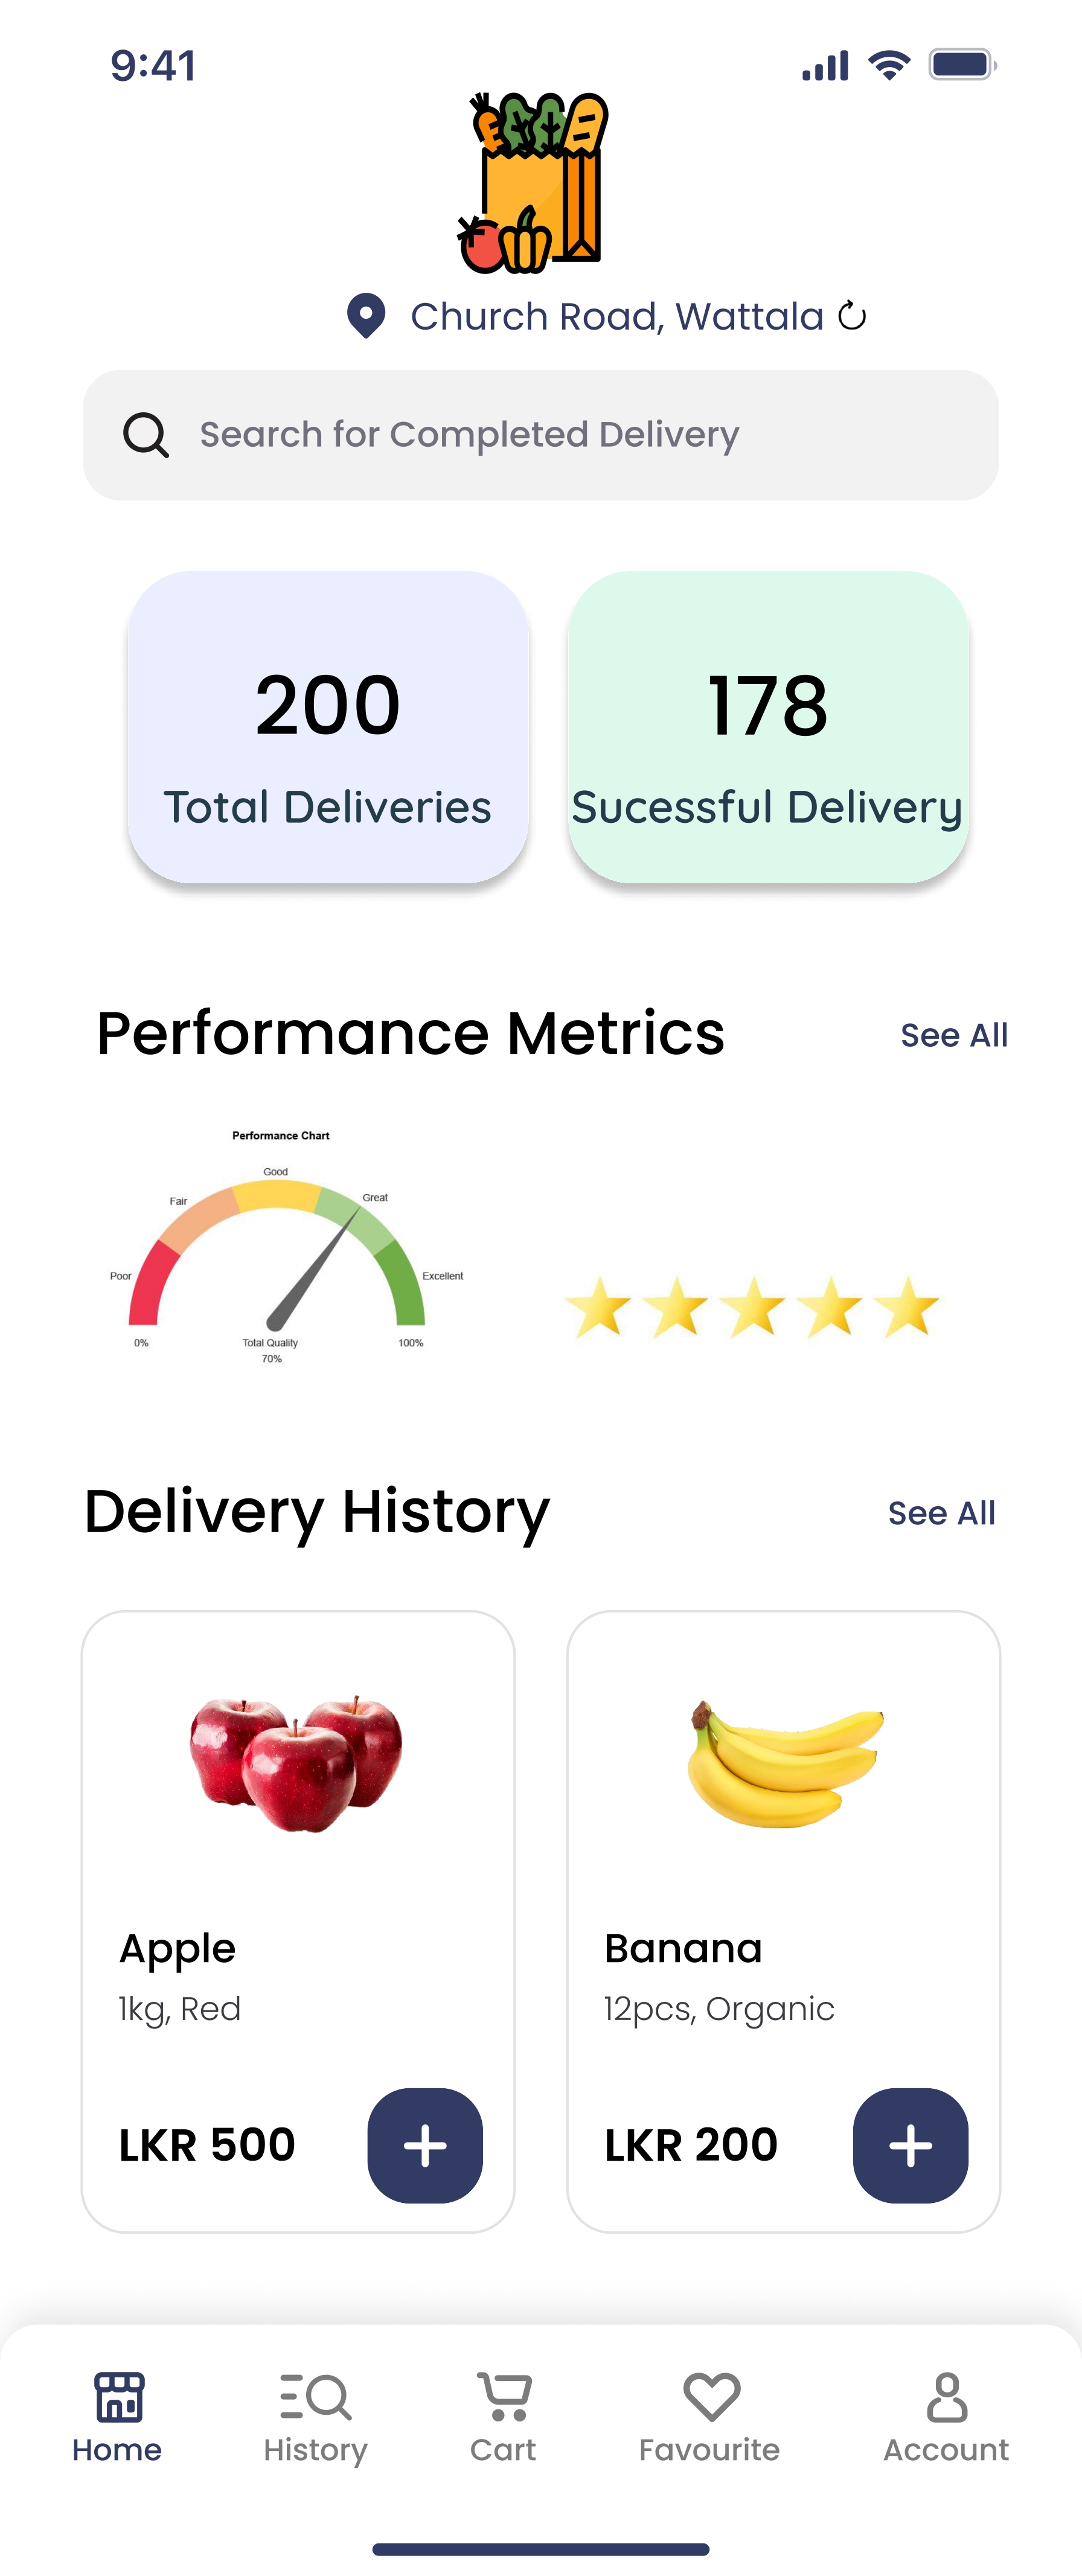 9:41
Church Road, Wattala
Search for Completed Delivery
200
Total Deliveries
178
Sucessful Delivery
Performance Metrics
See All
Performance Chart
Good
Fair
Great
Poor
Excellent
0%
Total Quality
70%
100%
Delivery History
See All
Apple
1kg, Red
LKR 500
Banana
12pcs, Organic
LKR 200
Home
History
Cart
Favourite
Account